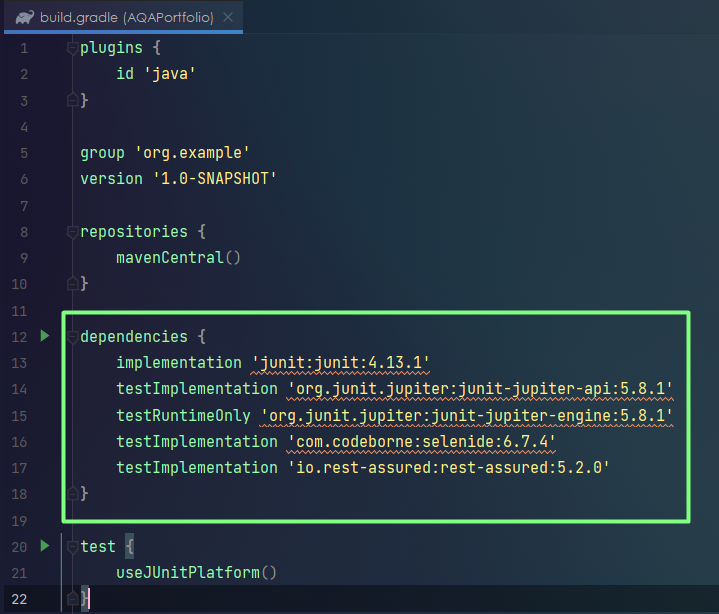 build.gradle (AQAPortfolio)
1 plugins {
2 id 'java'
3 }
4
5 group 'org.example'
6 version '1.0-SNAPSHOT'
7
8 repositories {
9 mavenCentral()
10 }
11
12 dependencies {
13 implementation 'junit:junit:4.13.1'
14 testImplementation 'org.junit.jupiter:junit-jupiter-api:5.8.1'
15 testRuntimeOnly 'org.junit.jupiter:junit-jupiter-engine:5.8.1'
16 testImplementation 'com.codeborne:selenide:6.7.4'
17 testImplementation 'io.rest-assured:rest-assured:5.2.0'
18 }
19
20 test {
21 useJUnitPlatform()
22 }